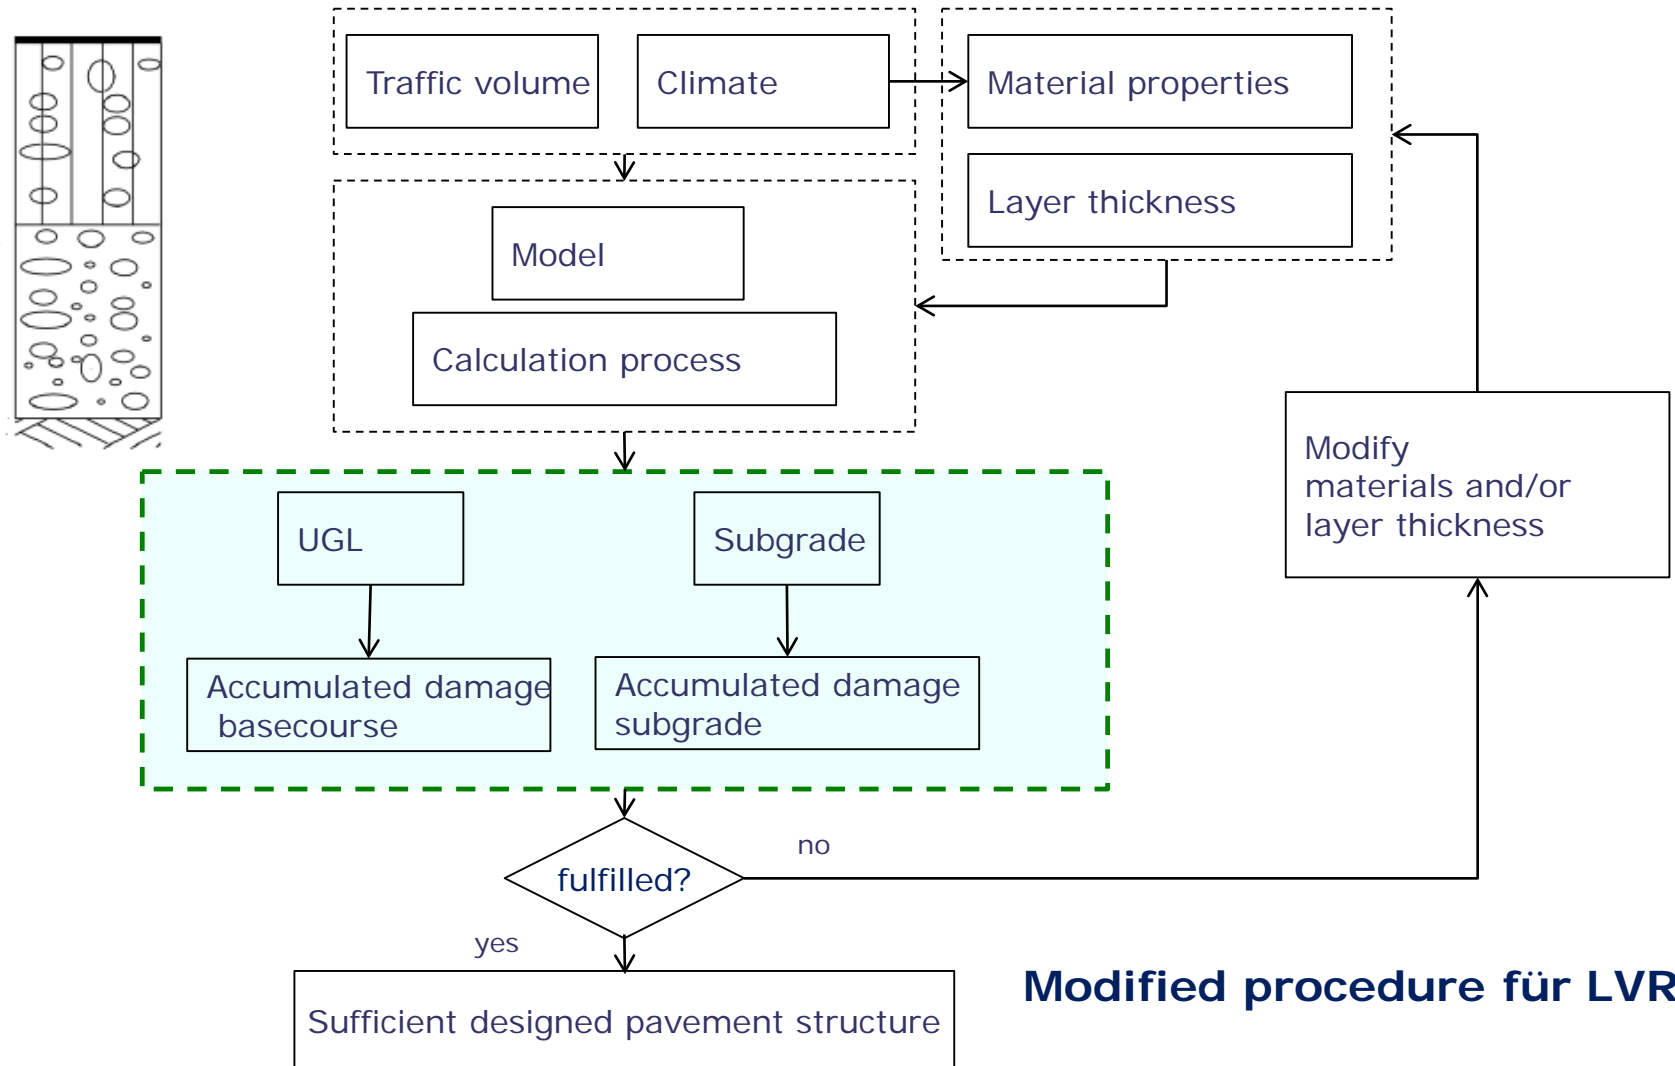 Traffic volume
Climate
Material properties
Layer thickness
Model
Calculation process
Modify
materials and/or
layer thickness
UGL
Subgrade
Accumulated damage
basecourse
Accumulated damage
subgrade
fulfilled?
no
yes
Sufficient designed pavement structure
Modified procedure für LVR